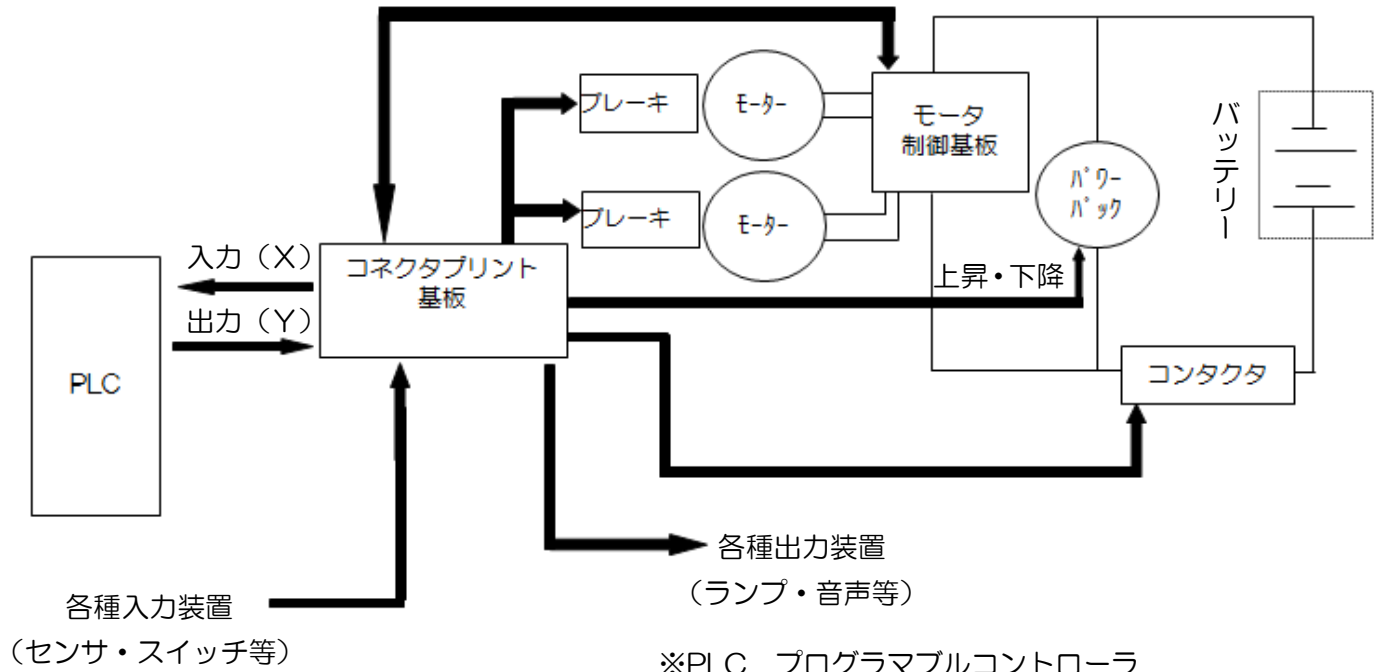 ブレーキ
モーター
モータ
制御基板
バッテリー
パワー
パック
ブレーキ
モーター
入力（X）
コネクタプリント
基板
上昇・下降
出力（Y）
PLC
コンタクタ
各種出力装置
（ランプ・音声等）
各種入力装置
（センサ・スイッチ等）
※PLC　プログラマブルコントローラ